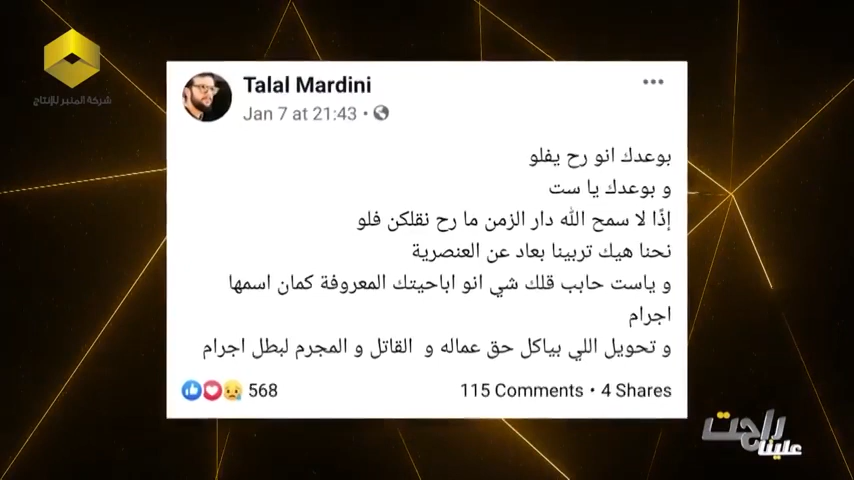 شركة المنبر للإنتاج
Talal Mardini
Jan 7 at 21:43
بوعدك انو رح يفلو
و بوعدك يا ست
إذًا لا سمح الله دار الزمن ما رح نقلكن فلو
نحنا هيك تربينا بعاد عن العنصرية
و ياست حابب قلك شي انو اباحيتك المعروفة كمان اسمها
اجرام
و تحويل اللي بياكل حق عماله و القاتل و المجرم لبطل اجرام
568
115 Comments • 4 Shares
راحت
علينا